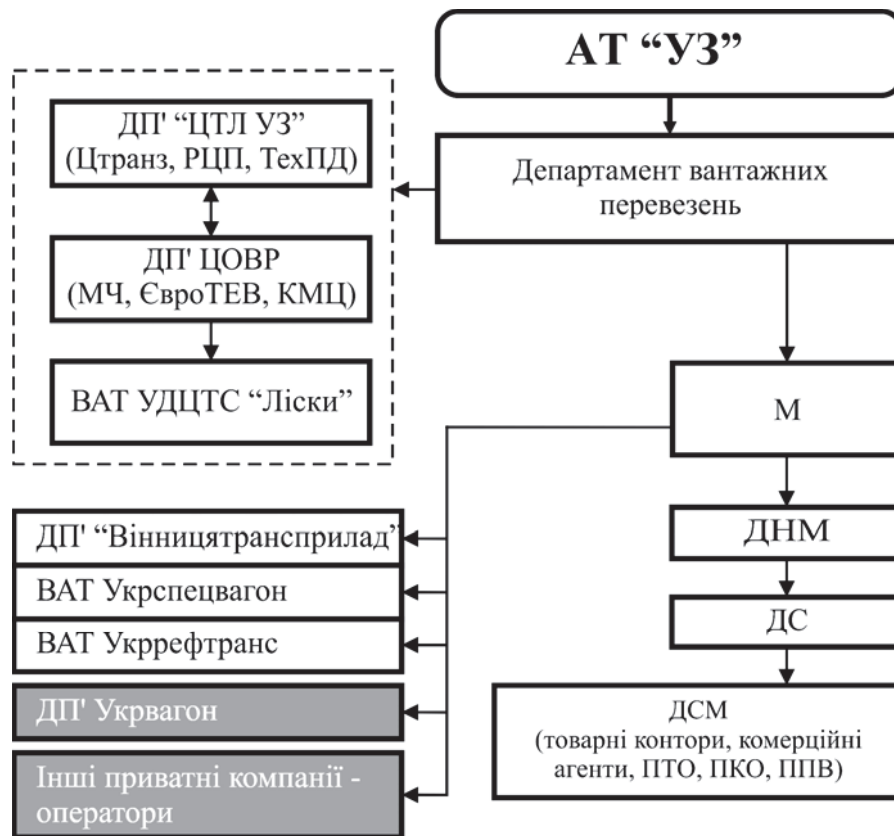 АТ “УЗ”
ДП' “ЦТЛ УЗ”
(Цтранз, РЦП, ТехПД)
Департамент вантажних
перевезень
ДП' ЦОВР
(МЧ, ЄвроТЕВ, КМЦ)
ВАТ УДЦТС “Ліски”
М
ДНМ
ДС
ДСМ
(товарні контори, комерційні
агенти, ПТО, ПКО, ППВ)
ДП' “Вінницятрансприлад”
ВАТ Укрспецвагон
ВАТ Укррефтранс
ДП' Укрвагон
Інші приватні компанії -
оператори